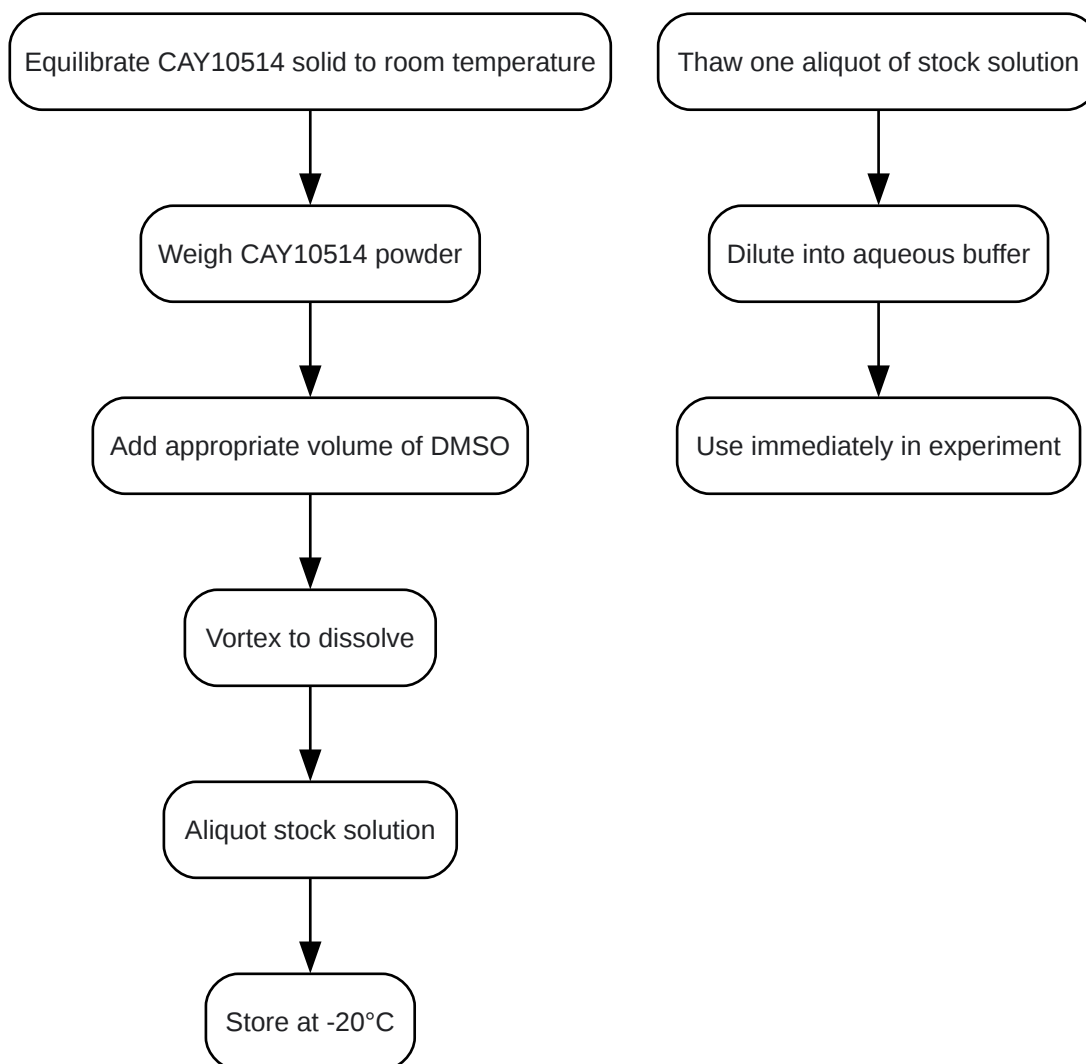 Equilibrate CAY10514 solid to room temperature
Weigh CAY10514 powder
Add appropriate volume of DMSO
Vortex to dissolve
Aliquot stock solution
Store at -20°C
Thaw one aliquot of stock solution
Dilute into aqueous buffer
Use immediately in experiment